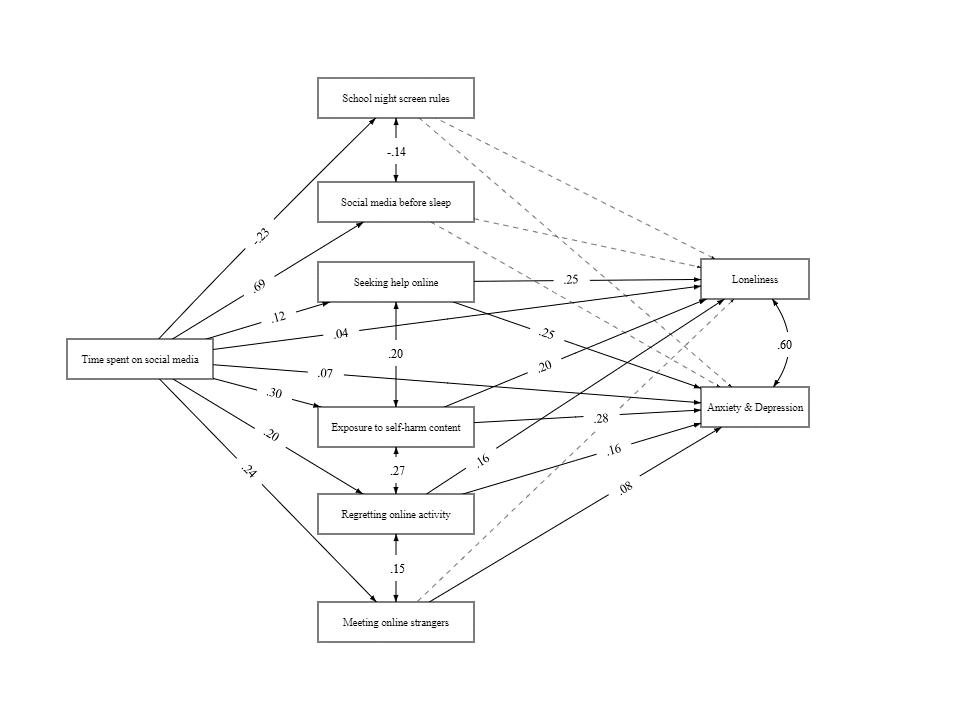 School night screen rules
-.14
Social media before sleep
-.23
.69
Seeking help online
.25
Loneliness
.12
.04
.25
.60
.20
Time spent on social media
.07
.20
.30
Exposure to self-harm content
.28
Anxiety & Depression
.20
.27
.16
.16
.24
Regretting online activity
.08
.15
Meeting online strangers